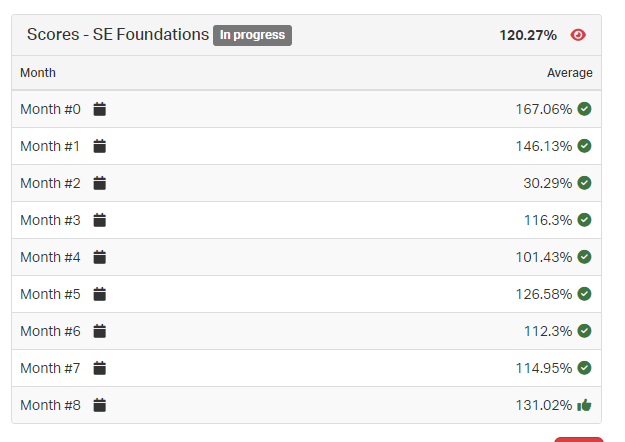 Scores - SE Foundations In progress 120.27%
Month Average
Month #0 167.06%
Month #1 146.13%
Month #2 30.29%
Month #3 116.3%
Month #4 101.43%
Month #5 126.58%
Month #6 112.3%
Month #7 114.95%
Month #8 131.02%